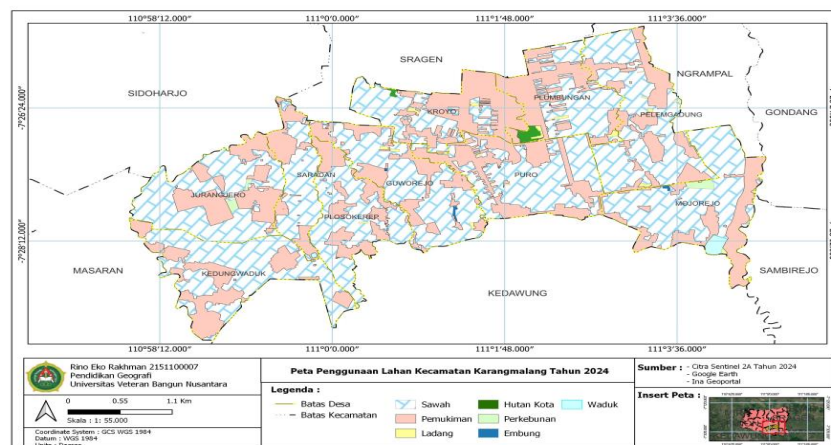 110°58'12.000" 111°0'0.000" 111°1'48.000" 111°3'36.000"
SRAGEN
SIDOHARJO
NGRAMPAL
-7°26'24.000"
PLUMBUNGAN
GONDANG
KROYO
PELEMGADUNG
SARADAN
PURO
GUWOREJO
JURANGJERO
MOJOREJO
PLOSOKEREP
-7°28'12.000"
MASARAN
KEDUNGWADUK
SAMBIREJO
KEDAWUNG
110°58'12.000" 111°0'0.000" 111°1'48.000" 111°3'36.000"
Rino Eko Rakhman 2151100007
Pendidikan Geografi
Universitas Veteran Bangun Nusantara
0 0.55 1.1 Km
Skala : 1: 55.000
Coordinate System : GCS WGS 1984
Datum : WGS 1984
Units : Degree
Peta Penggunaan Lahan Kecamatan Karangmalang Tahun 2024
Legenda :
Batas Desa
Batas Kecamatan
Sawah
Pemukiman
Ladang
Hutan Kota
Perkebunan
Embung
Waduk
Sumber : - Citra Sentinel 2A Tahun 2024
- Google Earth
- Ina Geoportal
Insert Peta :